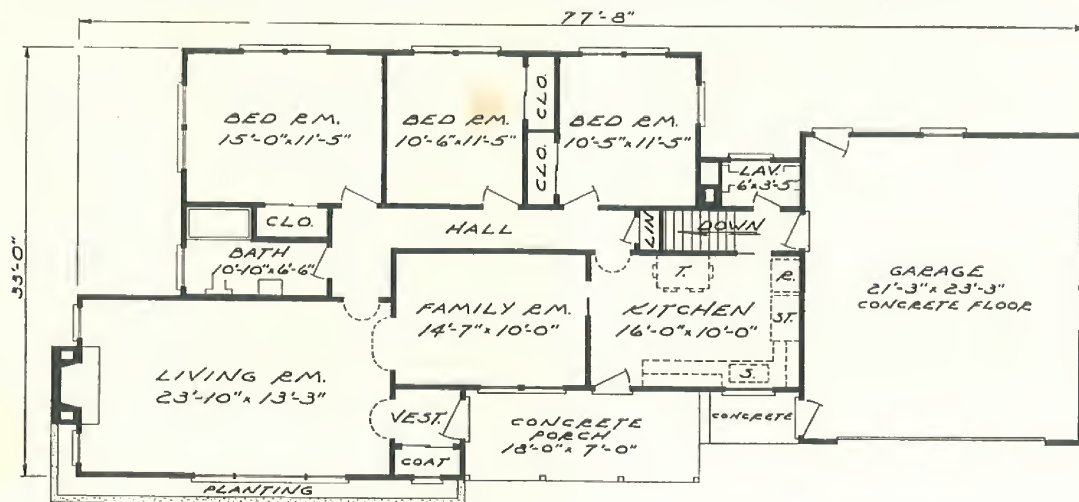 77'-8"
33'-0"
BED RM.
15'-0"x11'-5"
BED RM.
10'-6"x11'-5"
CLO.
CLO.
BED RM.
10'-5"x11'-5"
LAV.
6'x3'-5
CLO.
HALL
LIN
DOWN
BATH
10'-10"x6'-6"
T.
R.
GARAGE
21'-3"x23'-3"
CONCRETE FLOOR
FAMILY RM.
14'-7"x10'-0"
KITCHEN
16'-0"x10'-0"
ST.
S.
LIVING RM.
23'-10"x13'-3"
VEST.
COAT
CONCRETE
PORCH
18'-0"x7'-0"
CONCRETE
PLANTING